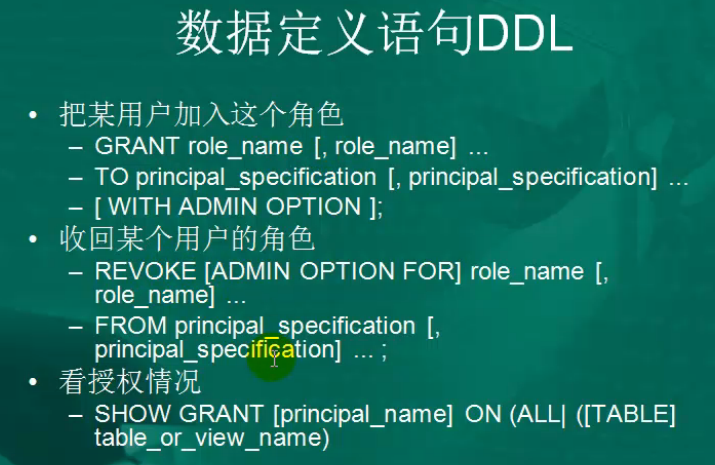 数据定义语句DDL
• 把某用户加入这个角色
– GRANT role_name [, role_name] ...
– TO principal_specification [, principal_specification] ...
– [ WITH ADMIN OPTION ];
• 收回某个用户的角色
– REVOKE [ADMIN OPTION FOR] role_name [,
role_name] ...
– FROM principal_specification [,
principal_specification] ... ;
• 看授权情况
– SHOW GRANT [principal_name] ON (ALL| ([TABLE]
table_or_view_name)